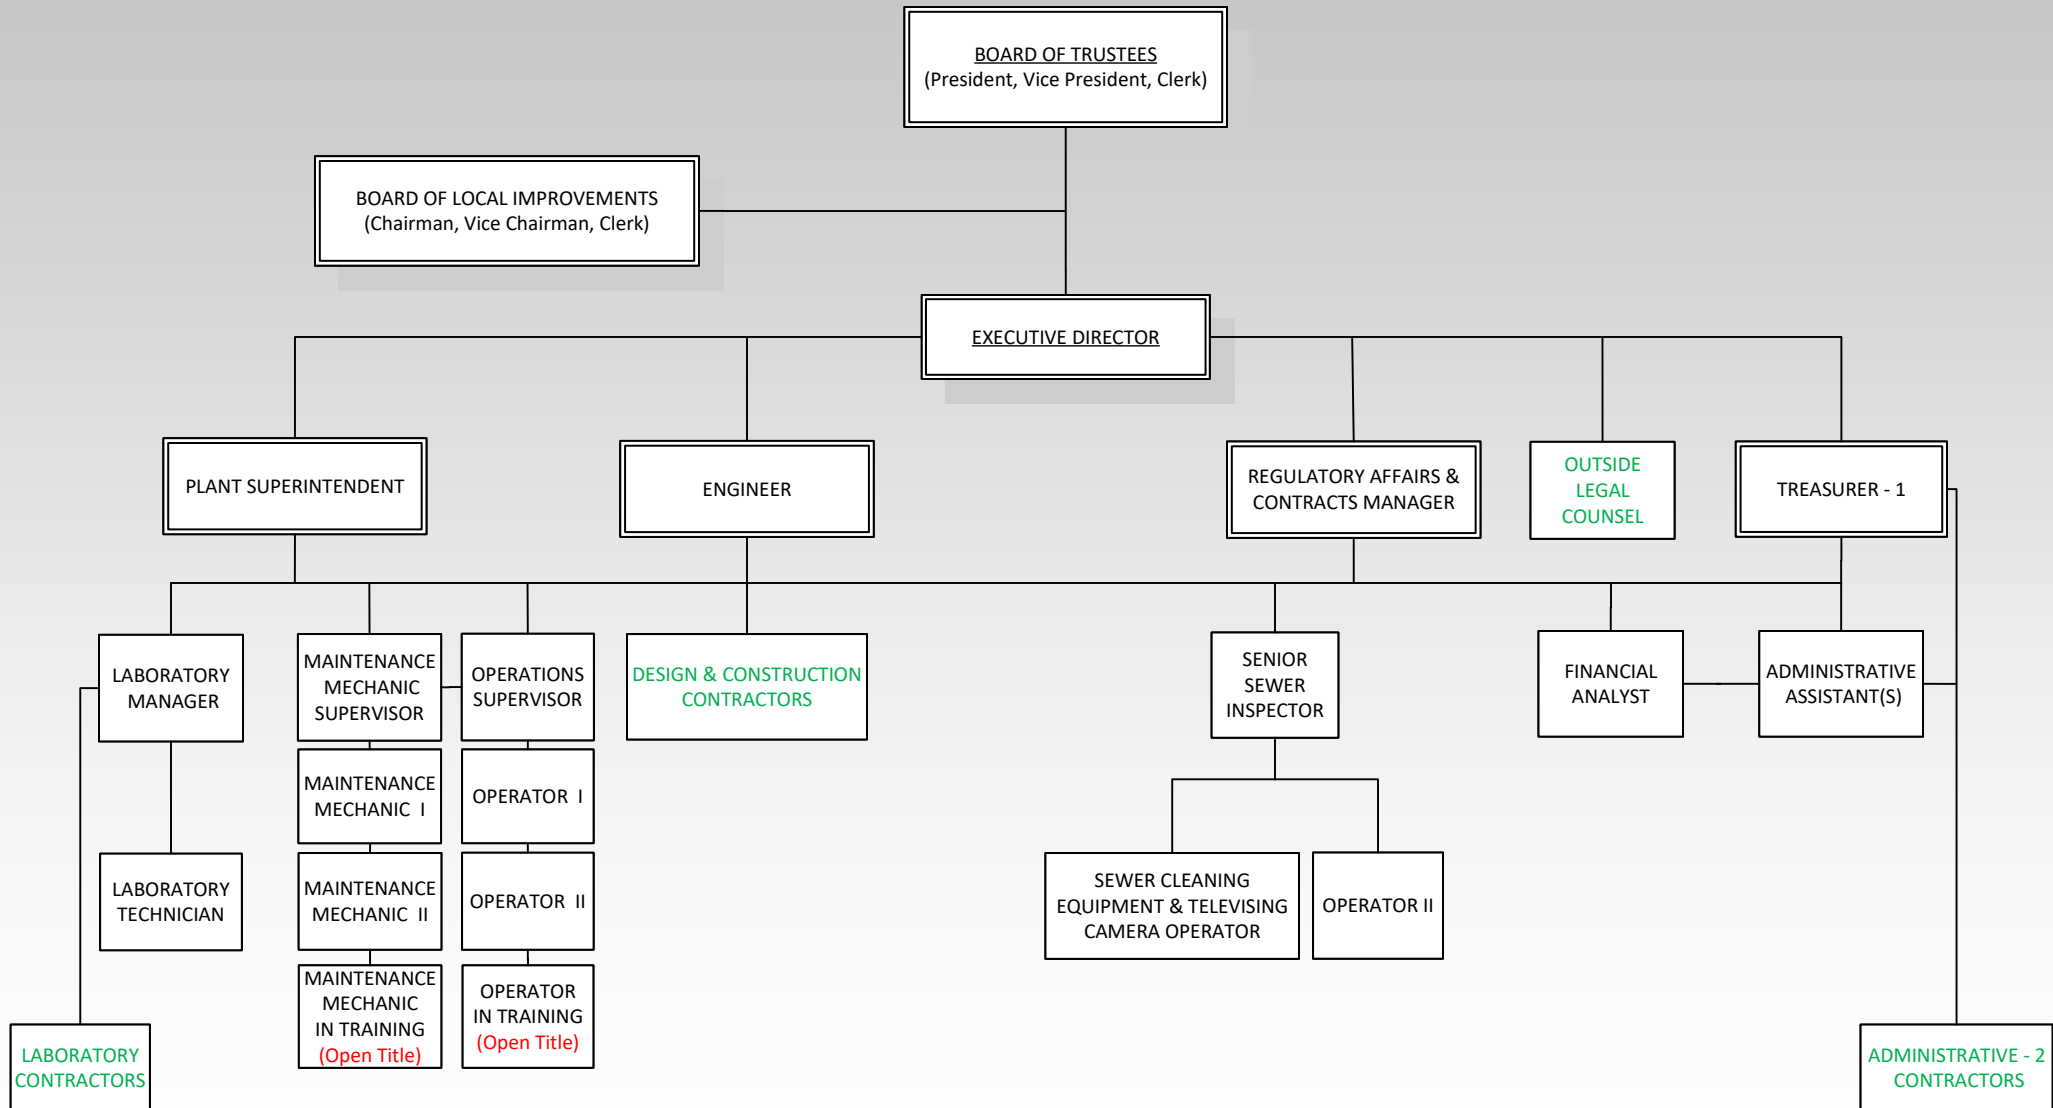 BOARD OF TRUSTEES
(President, Vice President, Clerk)
BOARD OF LOCAL IMPROVEMENTS
(Chairman, Vice Chairman, Clerk)
EXECUTIVE DIRECTOR
PLANT SUPERINTENDENT
ENGINEER
REGULATORY AFFAIRS &
CONTRACTS MANAGER
OUTSIDE
LEGAL
COUNSEL
TREASURER - 1
LABORATORY
MANAGER
MAINTENANCE
MECHANIC
SUPERVISOR
OPERATIONS
SUPERVISOR
DESIGN & CONSTRUCTION
CONTRACTORS
SENIOR
SEWER
INSPECTOR
FINANCIAL
ANALYST
ADMINISTRATIVE
ASSISTANT(S)
MAINTENANCE
MECHANIC I
OPERATOR I
LABORATORY
TECHNICIAN
MAINTENANCE
MECHANIC II
OPERATOR II
SEWER CLEANING
EQUIPMENT & TELEVISING
CAMERA OPERATOR
OPERATOR II
MAINTENANCE
MECHANIC
IN TRAINING
(Open Title)
OPERATOR
IN TRAINING
(Open Title)
LABORATORY
CONTRACTORS
ADMINISTRATIVE - 2
CONTRACTORS